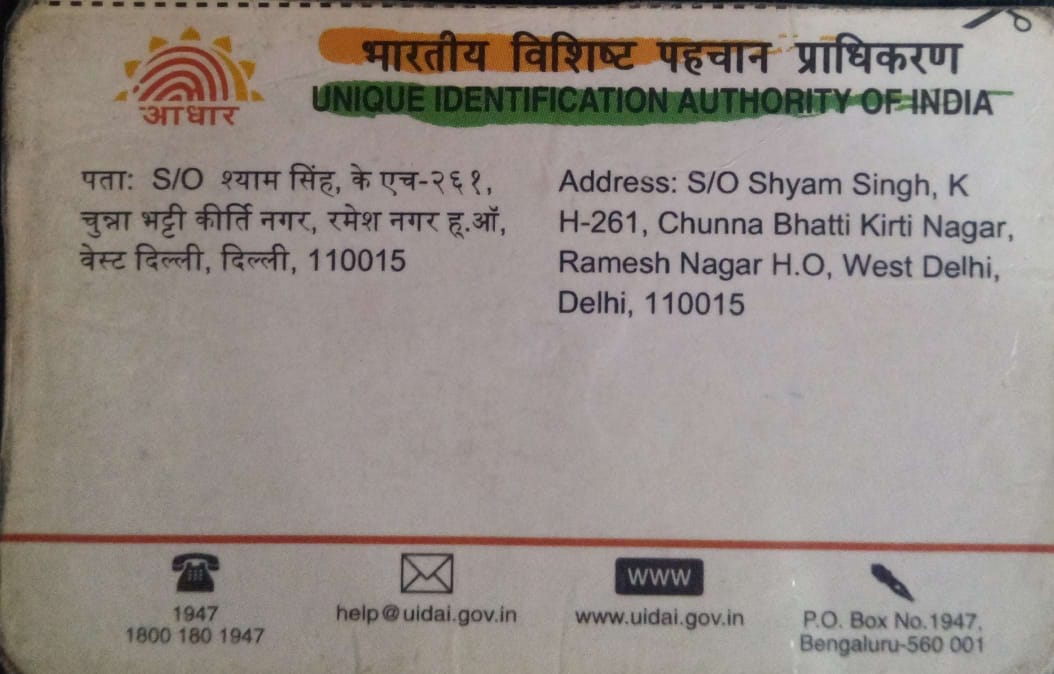 भारतीय विशिष्ट पहचान प्राधिकरण
UNIQUE IDENTIFICATION AUTHORITY OF INDIA
आधार
पता: S/O श्याम सिंह, के एच-२६१,
चुन्ना भट्टी कीर्ति नगर, रमेश नगर हू.ऑ,
वेस्ट दिल्ली, दिल्ली, 110015
Address: S/O Shyam Singh, K
H-261, Chunna Bhatti Kirti Nagar,
Ramesh Nagar H.O, West Delhi,
Delhi, 110015
1947
1800 180 1947
help@uidai.gov.in
www
www.uidai.gov.in
P.O. Box No.1947,
Bengaluru-560 001